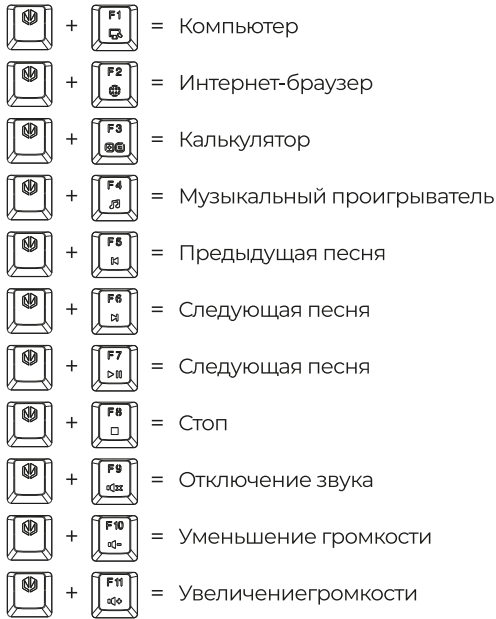 + F1 = Компьютер
+ F2 = Интернет-браузер
+ F3 = Калькулятор
+ F4 = Музыкальный проигрыватель
+ F5 = Предыдущая песня
+ F6 = Следующая песня
+ F7 = Следующая песня
+ F8 = Стоп
+ F9 = Отключение звука
+ F10 = Уменьшение громкости
+ F11 = Увеличениегромкости